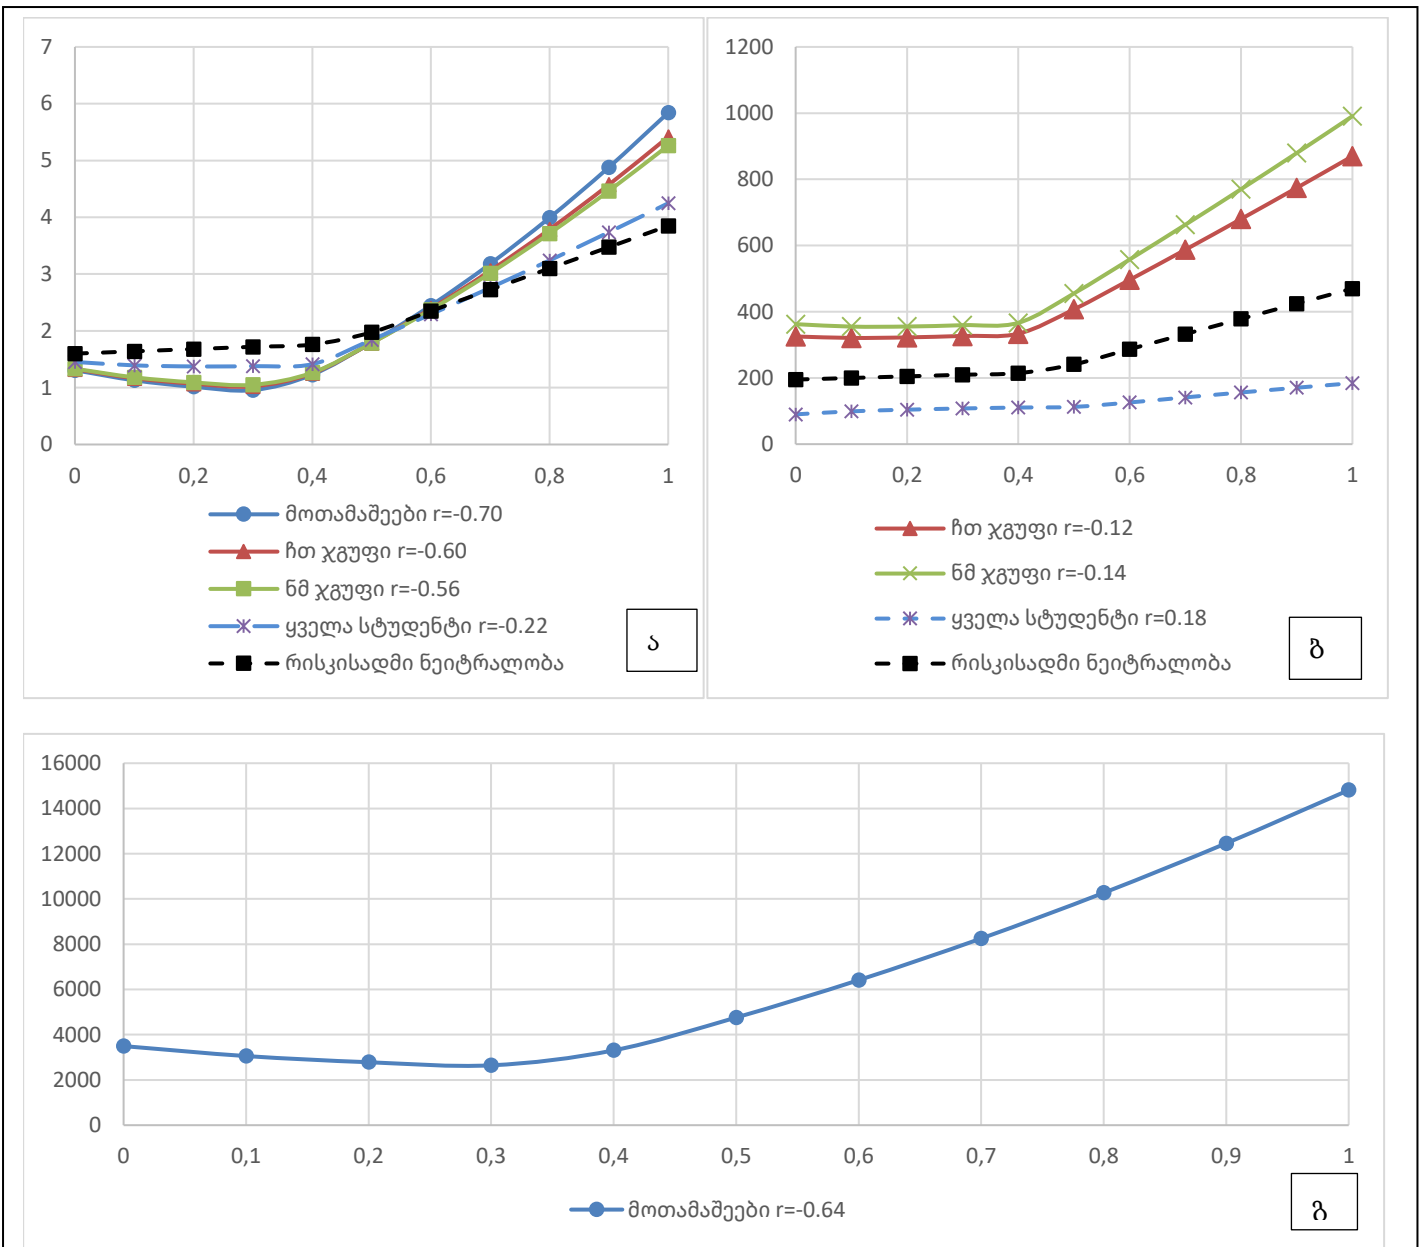 7
6
5
4
3
2
1
0
0 0,2 0,4 0,6 0,8 1
მოთამაშეები r=-0.70
ჩთ ჯგუფი r=-0.60
ნმ ჯგუფი r=-0.56
ყველა სტუდენტი r=-0.22
რისკისადმი ნეიტრალობა
ა
1200
1000
800
600
400
200
0
0 0,2 0,4 0,6 0,8 1
ჩთ ჯგუფი r=-0.12
ნმ ჯგუფი r=-0.14
ყველა სტუდენტი r=0.18
რისკისადმი ნეიტრალობა
ბ
16000
14000
12000
10000
8000
6000
4000
2000
0
0 0,1 0,2 0,3 0,4 0,5 0,6 0,7 0,8 0,9 1
მოთამაშეები r=-0.64
გ